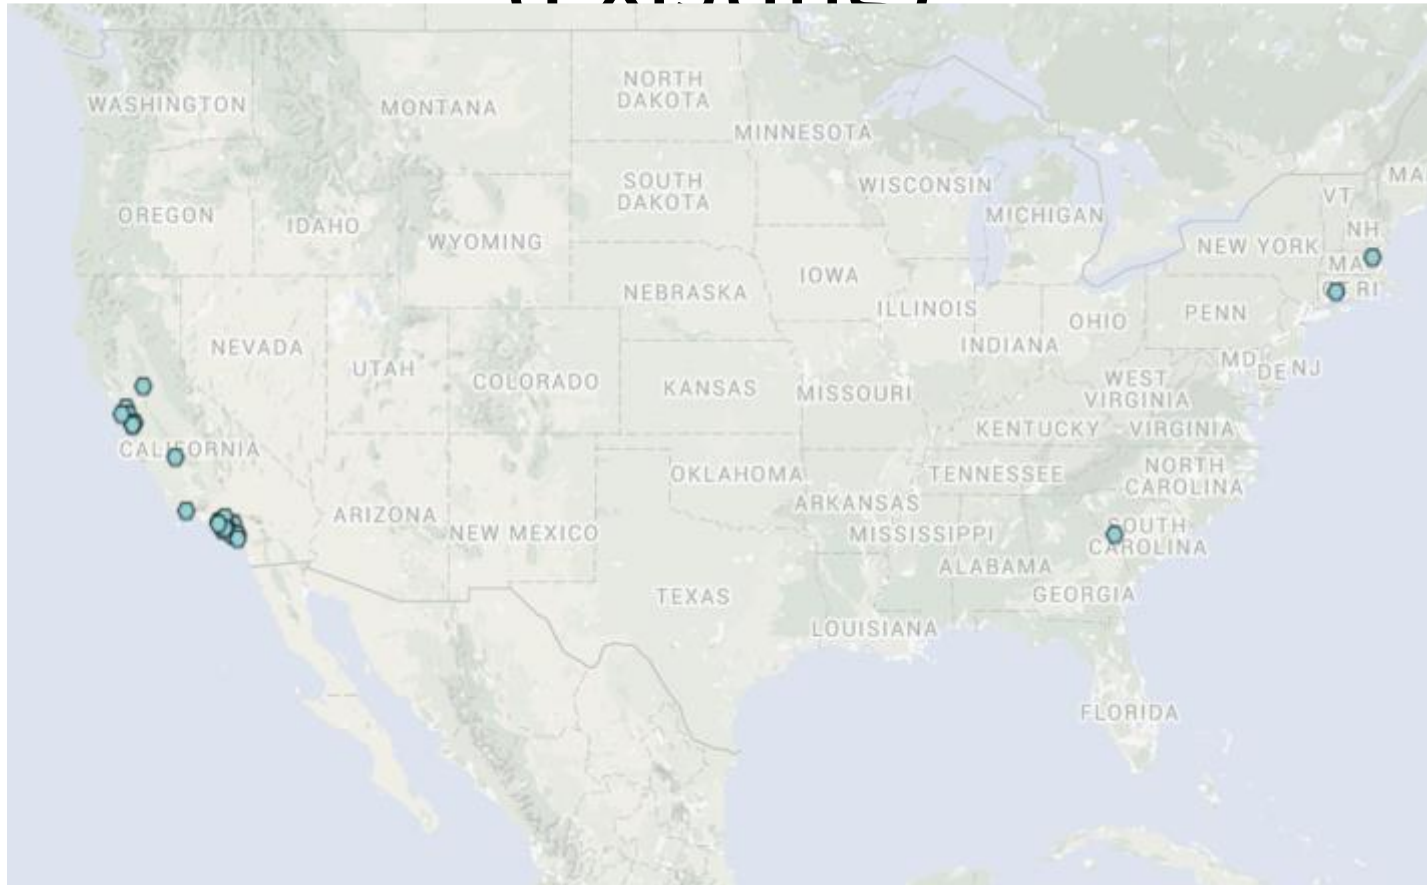 WASHINGTON
MONTANA
NORTH
DAKOTA
MINNESOTA
OREGON
IDAHO
WYOMING
SOUTH
DAKOTA
WISCONSIN
MICHIGAN
MA
VT
NH
NEW YORK
MA
RI
NEBRASKA
IOWA
ILLINOIS
INDIANA
OHIO
PENN
NEVADA
UTAH
COLORADO
KANSAS
MISSOURI
WEST
VIRGINIA
MD
DE
NJ
KENTUCKY
VIRGINIA
CALIFORNIA
ARIZONA
NEW MEXICO
OKLAHOMA
ARKANSAS
TENNESSEE
NORTH
CAROLINA
MISSISSIPPI
SOUTH
CAROLINA
ALABAMA
GEORGIA
TEXAS
LOUISIANA
FLORIDA